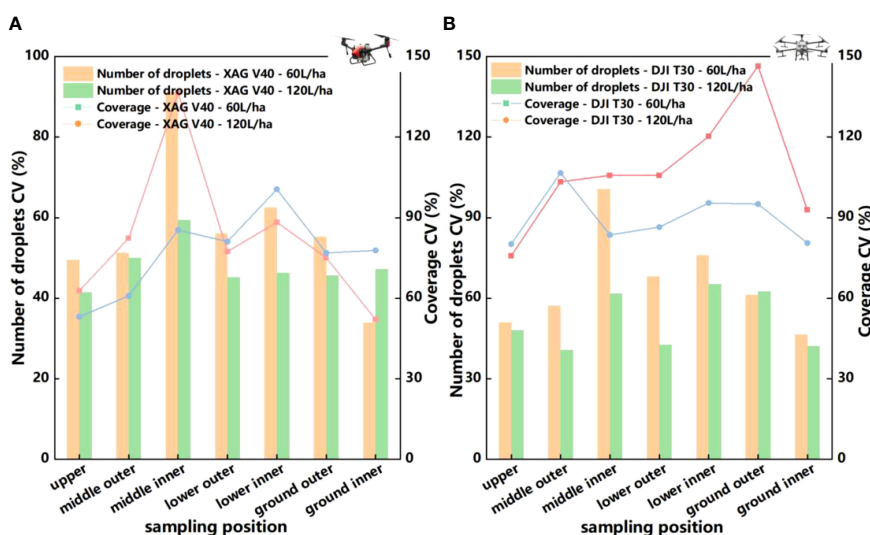 A
100
80
60
40
20
0
Number of droplets CV (%)
Number of droplets - XAG V40 - 60L/ha
Number of droplets - XAG V40 - 120L/ha
Coverage - XAG V40 - 60L/ha
Coverage - XAG V40 - 120L/ha
150
120
90
60
30
0
Coverage CV (%)
upper
middle outer
middle inner
lower outer
lower inner
ground outer
ground inner
sampling position
B
150
120
90
60
30
0
Number of droplets CV (%)
Number of droplets - DJI T30 - 60L/ha
Number of droplets - DJI T30 - 120L/ha
Coverage - DJI T30 - 60L/ha
Coverage - DJI T30 - 120L/ha
150
120
90
60
30
0
Coverage CV (%)
upper
middle outer
middle inner
lower outer
lower inner
ground outer
ground inner
sampling position